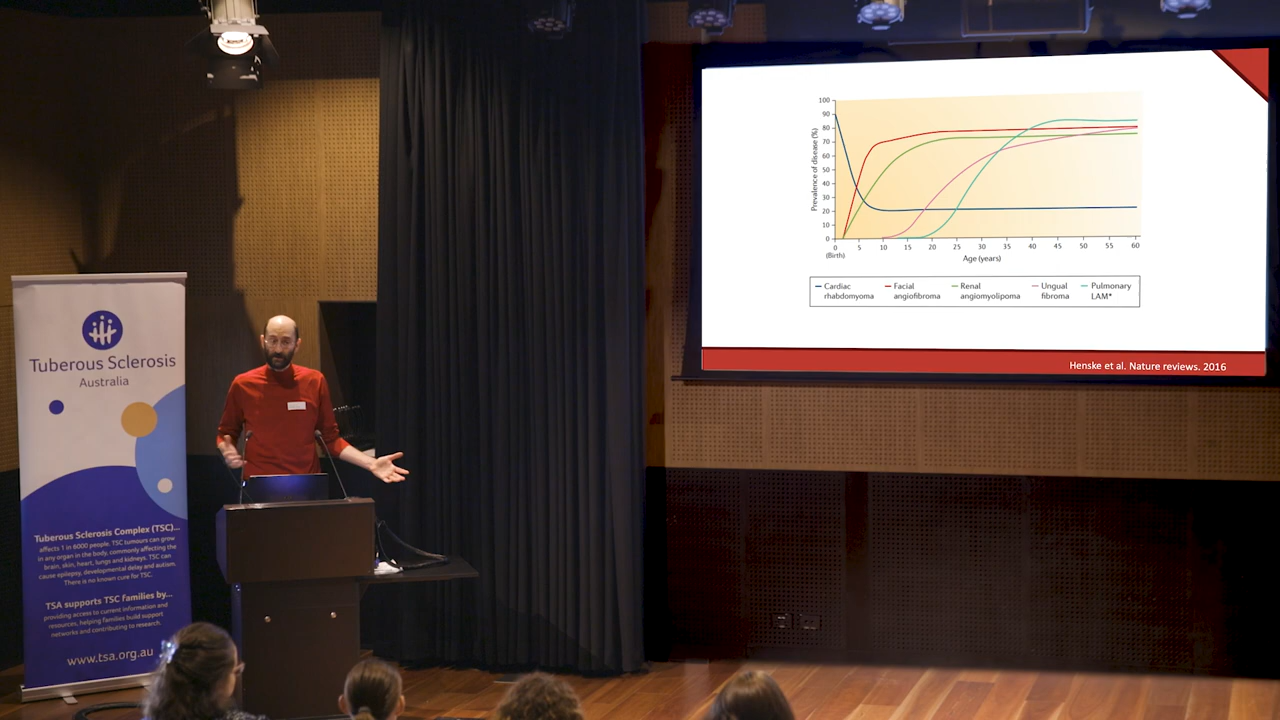 Tuberous Sclerosis
Australia
Tuberous Sclerosis Complex (TSC)...
affects 1 in 6000 people. TSC tumours can grow
in any organ in the body, commonly affecting the
brain, skin, heart, lungs and kidneys. TSC can
cause epilepsy, developmental delay and autism.
There is no known cure for TSC.
TSA supports TSC families by...
providing access to current information and
resources, helping families build support
networks and contributing to research.
www.tsa.org.au
Prevalence of disease (%)
100
90
80
70
60
50
40
30
20
10
0
0 5 10 15 20 25 30 35 40 45 50 55 60
(Birth)
Age (years)
Cardiac rhabdomyoma
Facial angiofibroma
Renal angiomyolipoma
Ungual fibroma
Pulmonary LAM*
Henske et al. Nature reviews. 2016